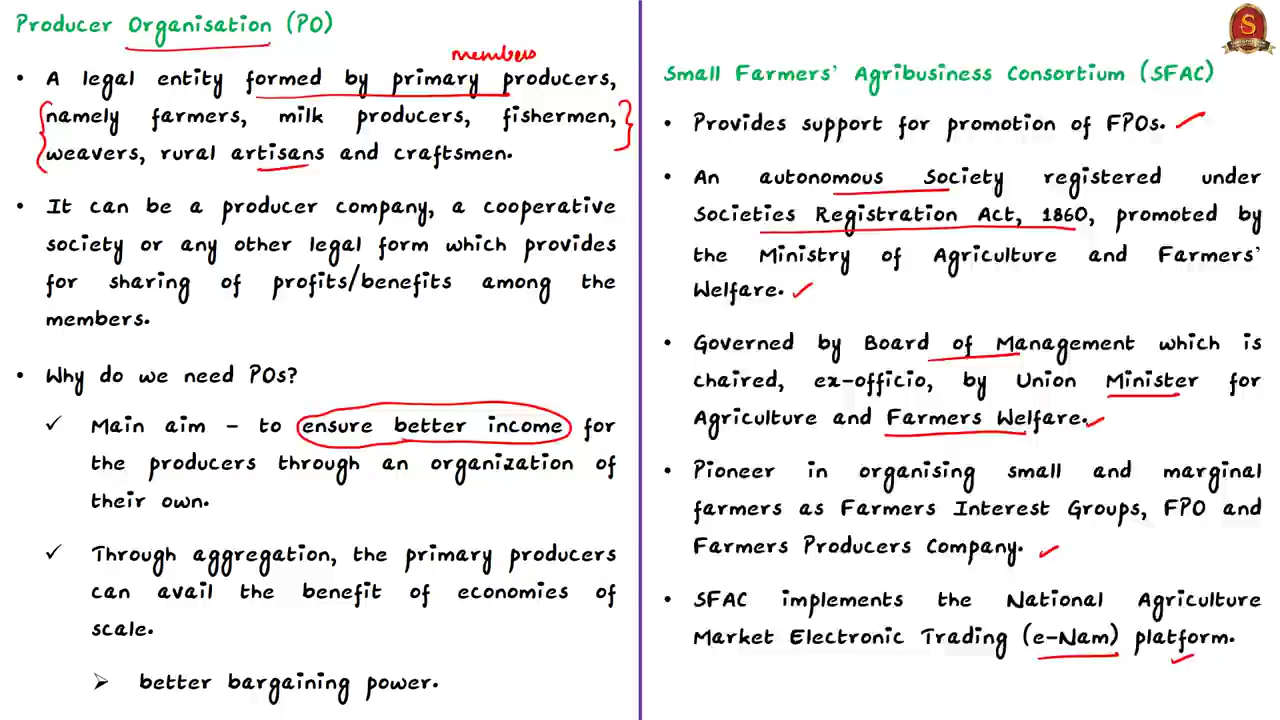 Producer Organisation (PO)
members
• A legal entity formed by primary producers,
namely farmers, milk producers, fishermen,
weavers, rural artisans and craftsmen.
• It can be a producer company, a cooperative
society or any other legal form which provides
for sharing of profits/benefits among the
members.
• Why do we need POs?
✓ Main aim – to ensure better income for
the producers through an organization of
their own.
✓ Through aggregation, the primary producers
can avail the benefit of economies of
scale.
➢ better bargaining power.
S
Small Farmers' Agribusiness Consortium (SFAC)
• Provides support for promotion of FPOs.
• An autonomous Society registered under
Societies Registration Act, 1860, promoted by
the Ministry of Agriculture and Farmers'
Welfare.
• Governed by Board of Management which is
chaired, ex-officio, by Union Minister for
Agriculture and Farmers Welfare.
• Pioneer in organising small and marginal
farmers as Farmers Interest Groups, FPO and
Farmers Producers Company.
• SFAC implements the National Agriculture
Market Electronic Trading (e-Nam) platform.